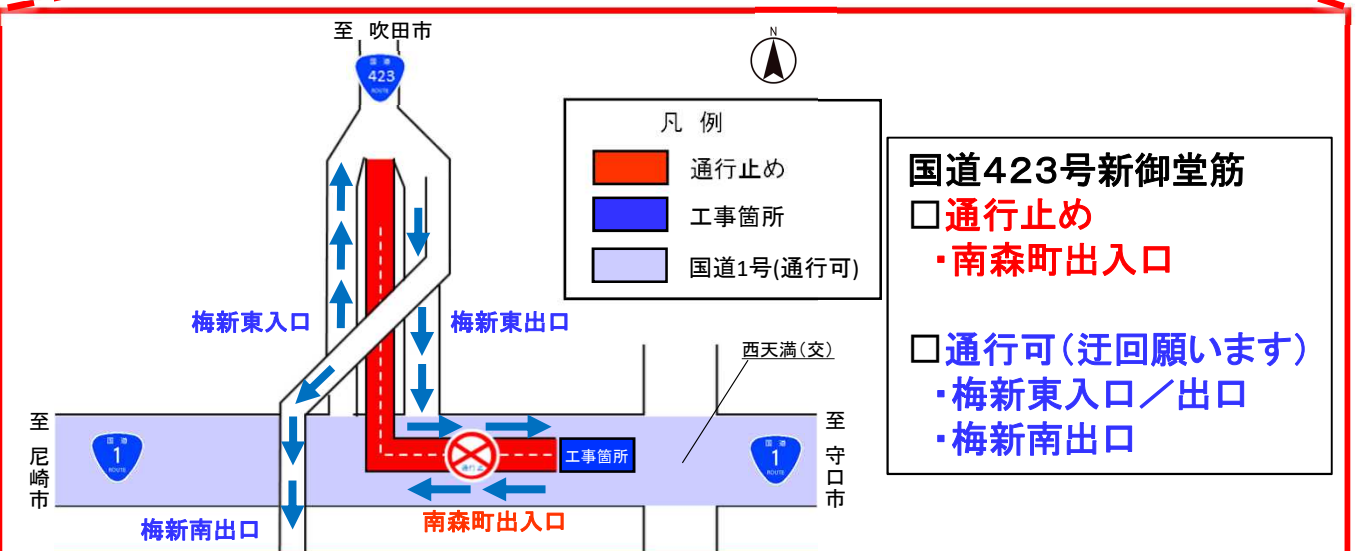 至 吹田市
N
国道
423
ROUTE
凡 例
通行止め
工事箇所
国道1号(通行可)
国道423号新御堂筋
□通行止め
・南森町出入口
□通行可(迂回願います)
・梅新東入口／出口
・梅新南出口
梅新東入口
梅新東出口
西天満(交)
至 尼崎市
国道
1
ROUTE
通行止
工事箇所
国道
1
ROUTE
至 守口市
梅新南出口
南森町出入口